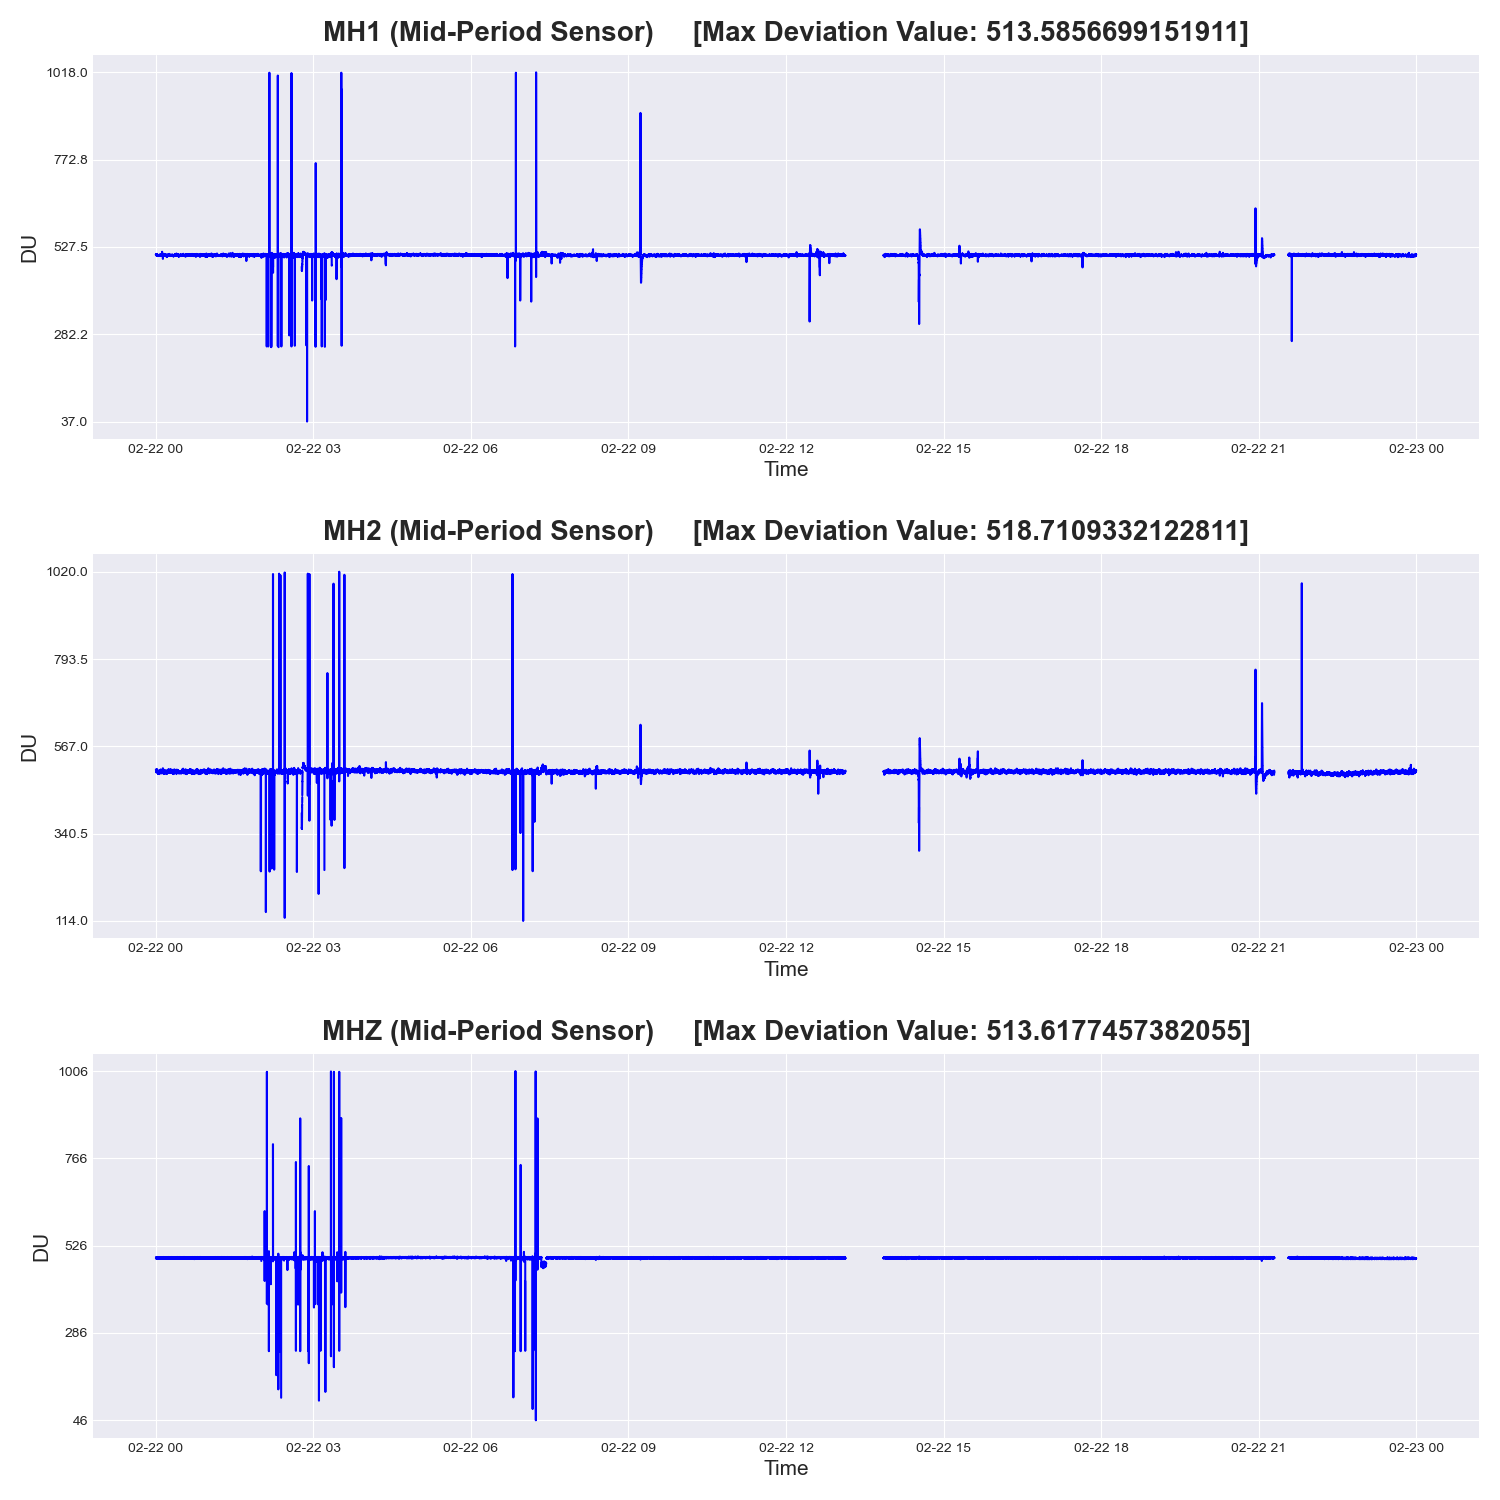 MH1 (Mid-Period Sensor)     [Max Deviation Value: 513.5856699151911]
DU
1018.0
772.8
527.5
282.2
37.0
02-22 00 02-22 03 02-22 06 02-22 09 02-22 12 02-22 15 02-22 18 02-22 21 02-23 00
Time
MH2 (Mid-Period Sensor)     [Max Deviation Value: 518.7109332122811]
DU
1020.0
793.5
567.0
340.5
114.0
02-22 00 02-22 03 02-22 06 02-22 09 02-22 12 02-22 15 02-22 18 02-22 21 02-23 00
Time
MHZ (Mid-Period Sensor)     [Max Deviation Value: 513.6177457382055]
DU
1006
766
526
286
46
02-22 00 02-22 03 02-22 06 02-22 09 02-22 12 02-22 15 02-22 18 02-22 21 02-23 00
Time